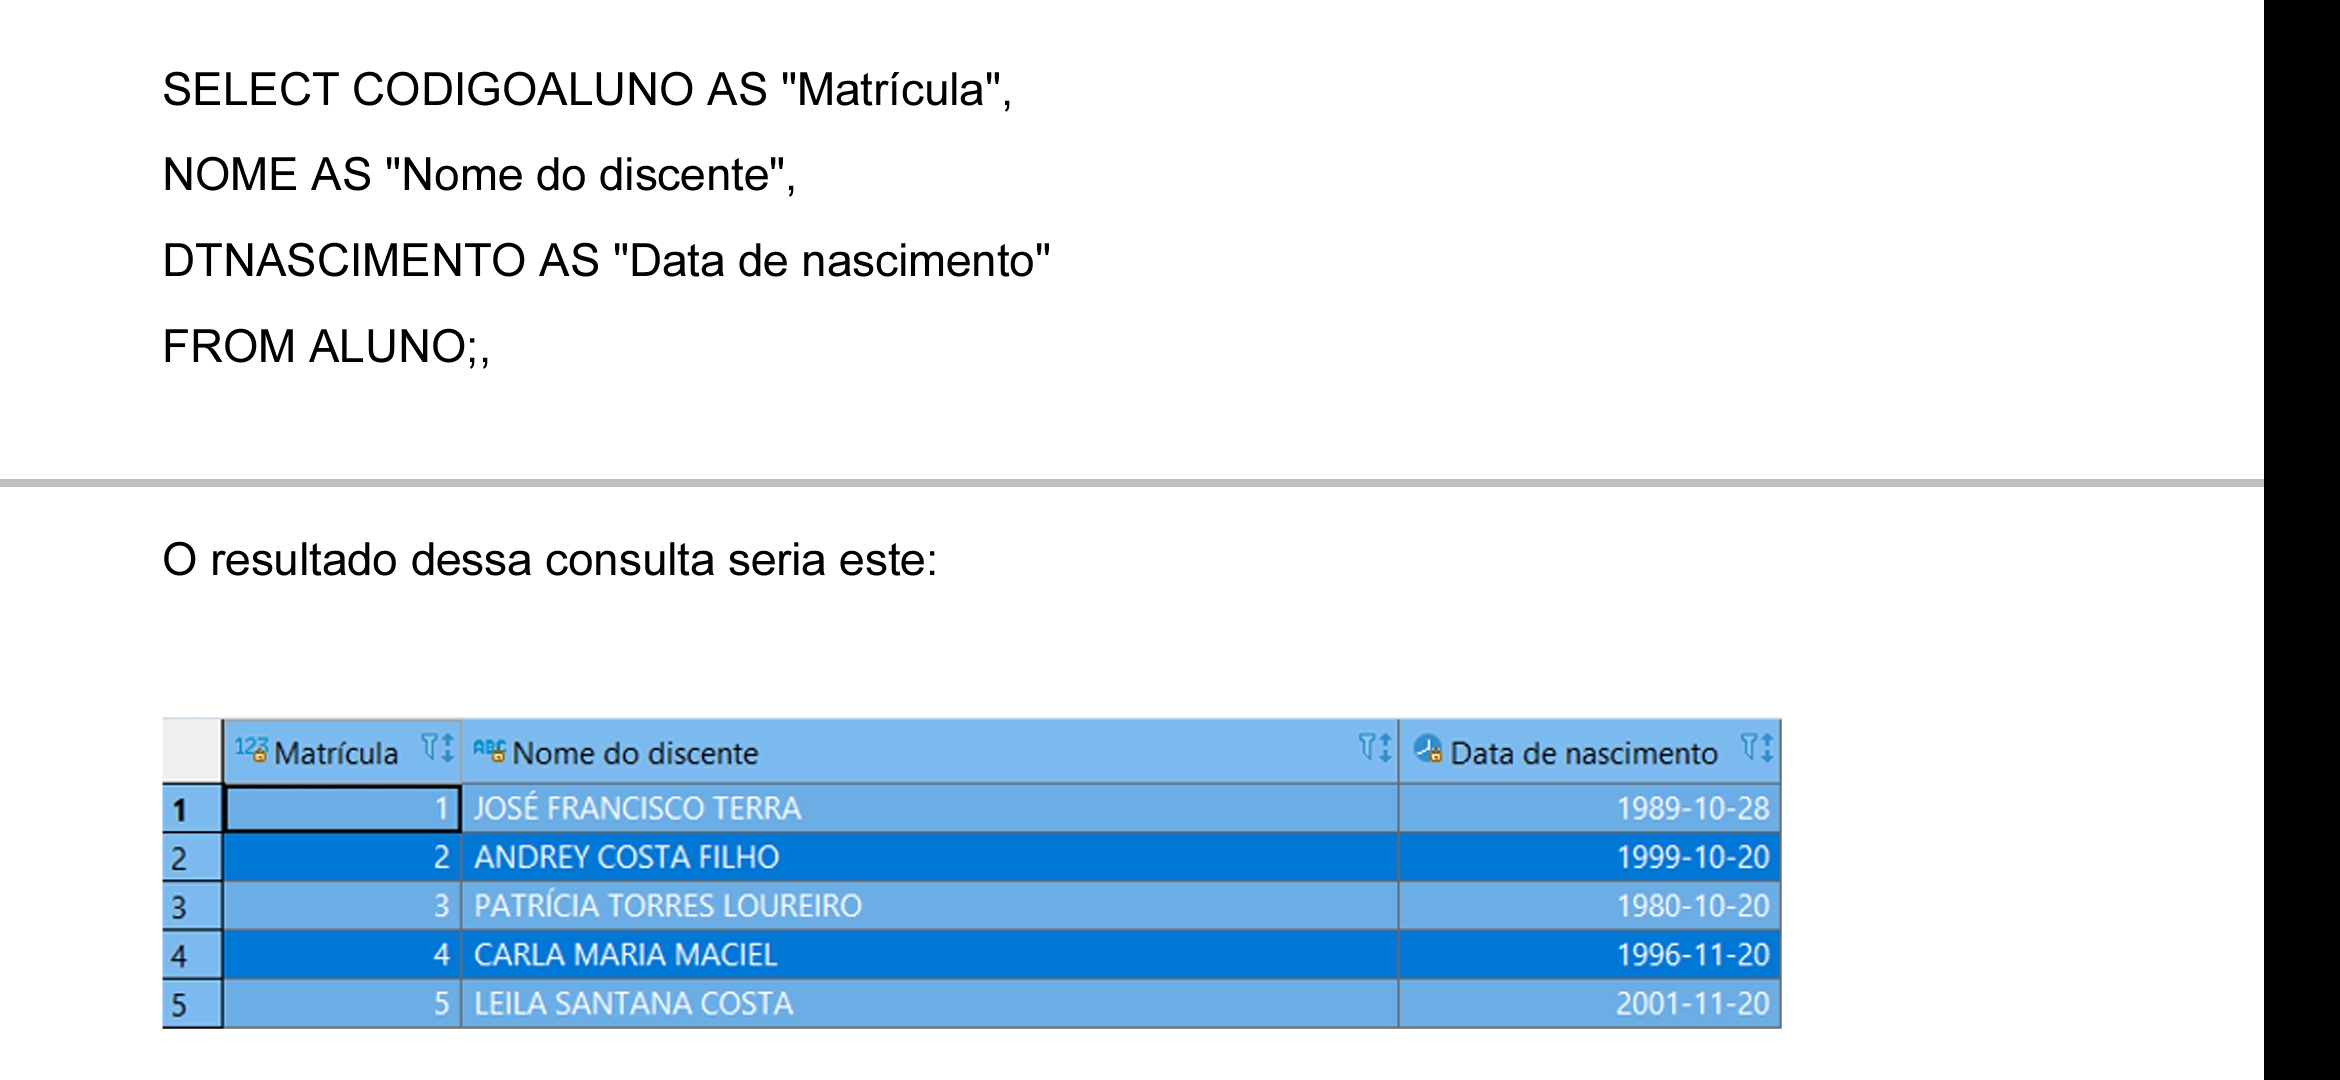 SELECT CODIGOALUNO AS "Matrícula",
NOME AS "Nome do discente",
DTNASCIMENTO AS "Data de nascimento"
FROM ALUNO;,
O resultado dessa consulta seria este:
123 Matrícula ABC Nome do discente Data de nascimento
1 1 JOSÉ FRANCISCO TERRA 1989-10-28
2 2 ANDREY COSTA FILHO 1999-10-20
3 3 PATRÍCIA TORRES LOUREIRO 1980-10-20
4 4 CARLA MARIA MACIEL 1996-11-20
5 5 LEILA SANTANA COSTA 2001-11-20